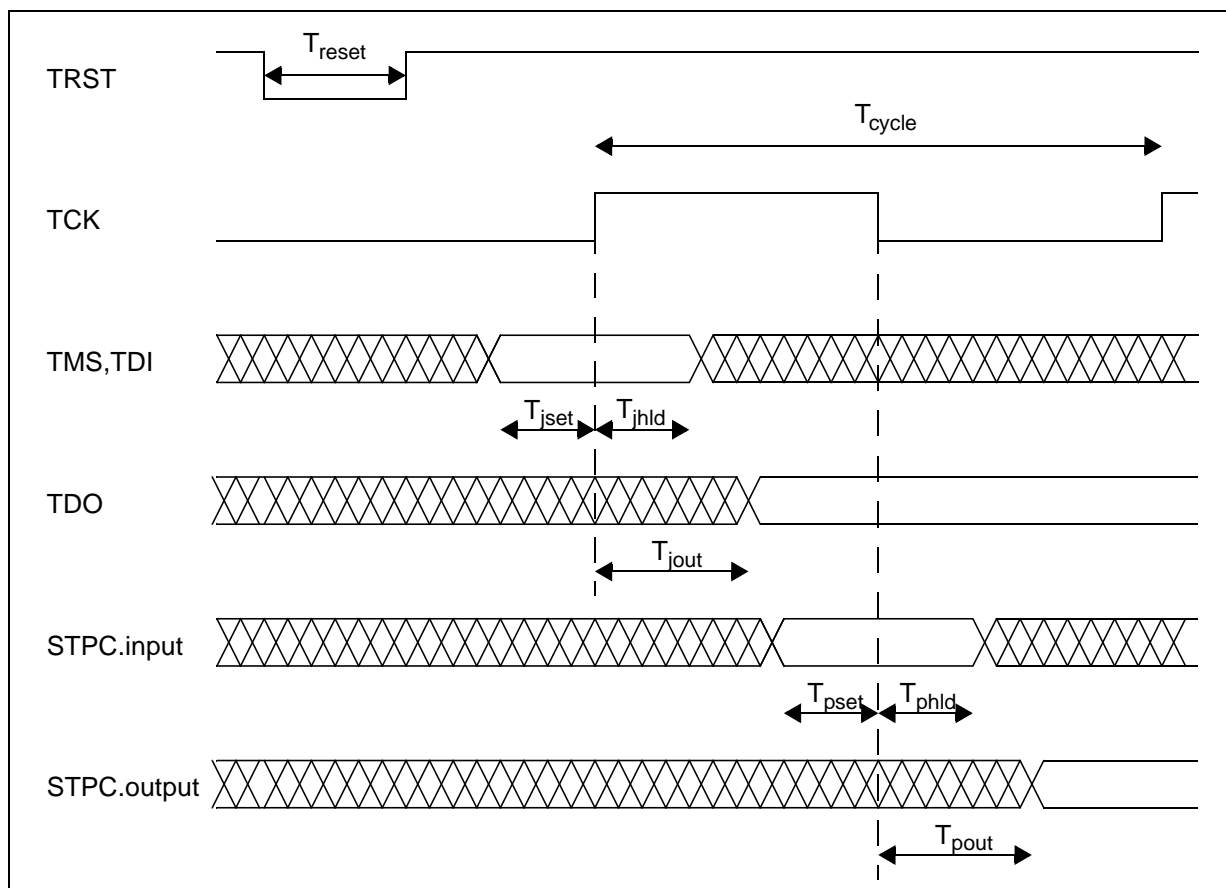 T_reset
TRST
T_cycle
TCK
TMS,TDI
T_jset
T_jhld
TDO
T_jout
STPC.input
T_pset
T_phld
STPC.output
T_pout